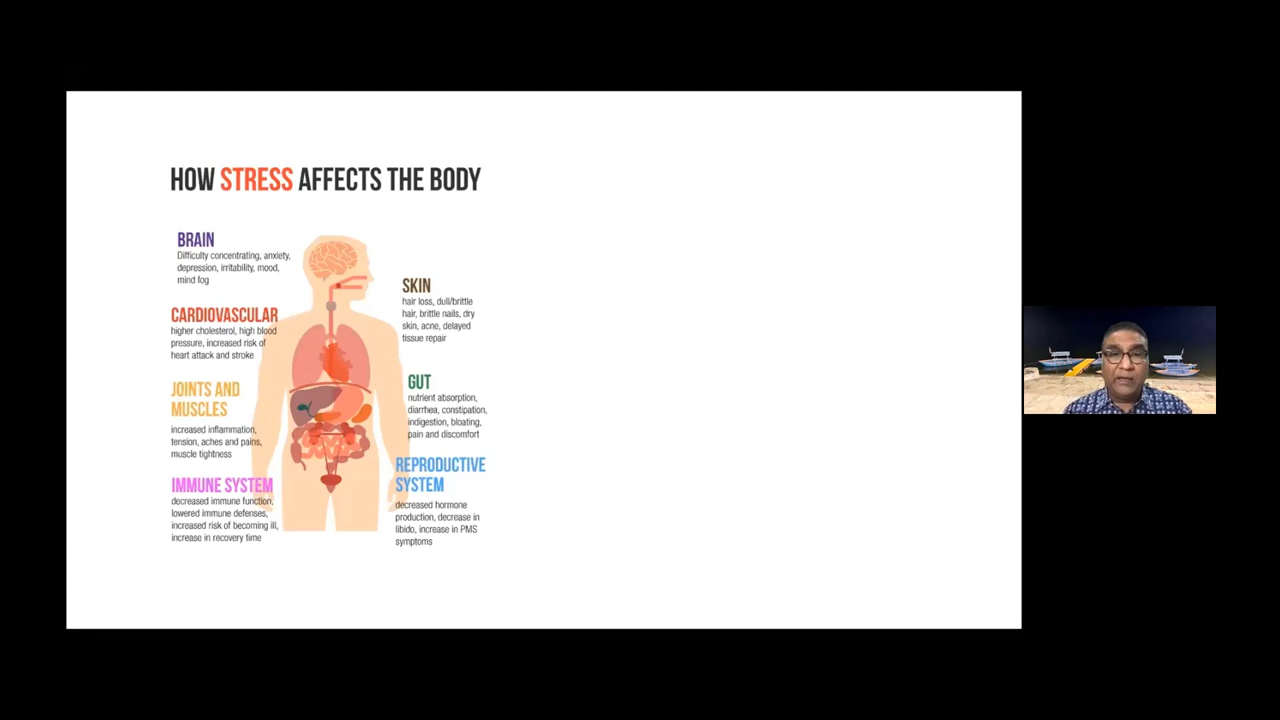 HOW STRESS AFFECTS THE BODY
BRAIN
Difficulty concentrating, anxiety,
depression, irritability, mood,
mind fog
CARDIOVASCULAR
higher cholesterol, high blood
pressure, increased risk of
heart attack and stroke
JOINTS AND
MUSCLES
increased inflammation,
tension, aches and pains,
muscle tightness
IMMUNE SYSTEM
decreased immune function,
lowered immune defenses,
increased risk of becoming ill,
increase in recovery time
SKIN
hair loss, dull/brittle
hair, brittle nails, dry
skin, acne, delayed
tissue repair
GUT
nutrient absorption,
diarrhea, constipation,
indigestion, bloating,
pain and discomfort
REPRODUCTIVE
SYSTEM
decreased hormone
production, decrease in
libido, increase in PMS
symptoms